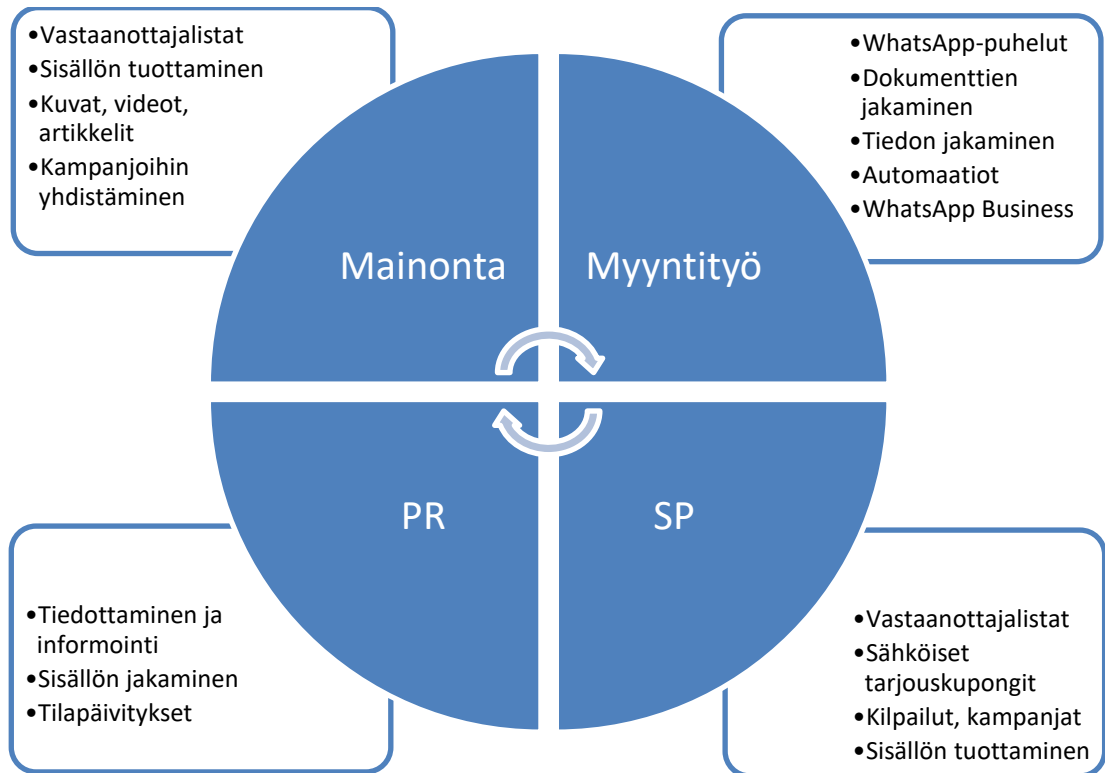 •Vastaanottajalistat
•Sisällön tuottaminen
•Kuvat, videot,
artikkelit
•Kampanjoihin
yhdistäminen
•WhatsApp-puhelut
•Dokumenttien
jakaminen
•Tiedon jakaminen
•Automaatiot
•WhatsApp Business
Mainonta
Myyntityö
PR
SP
•Tiedottaminen ja
informointi
•Sisällön jakaminen
•Tilapäivitykset
•Vastaanottajalistat
•Sähköiset
tarjouskupongit
•Kilpailut, kampanjat
•Sisällön tuottaminen